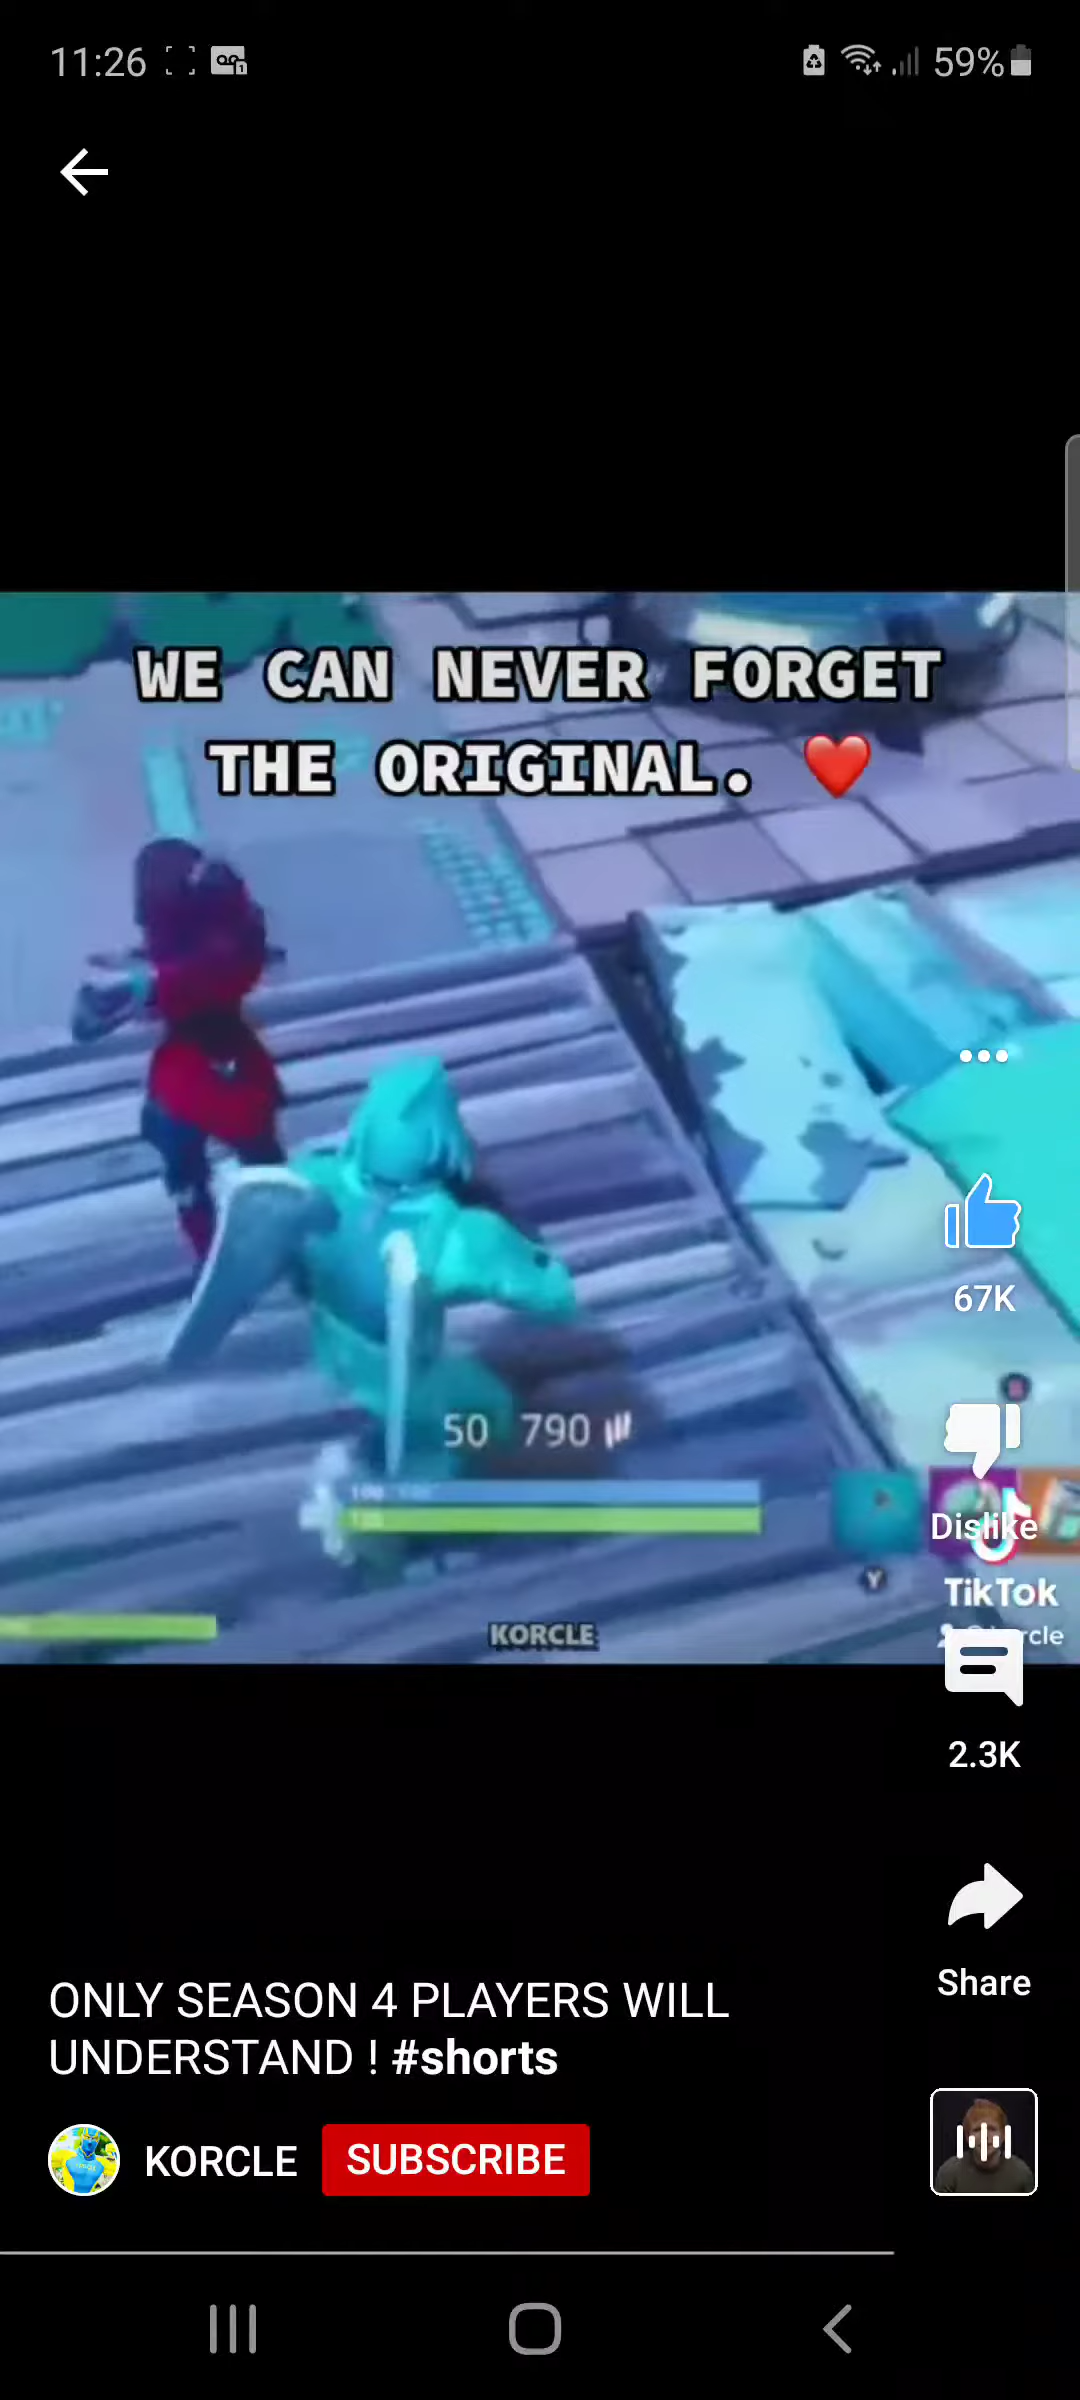 11:26
59%
WE CAN NEVER FORGET
THE ORIGINAL. ❤️
67K
50 790
100
Dislike
Y
TikTok
KORCLE
2.3K
Share
ONLY SEASON 4 PLAYERS WILL
UNDERSTAND ! #shorts
KORCLE
SUBSCRIBE